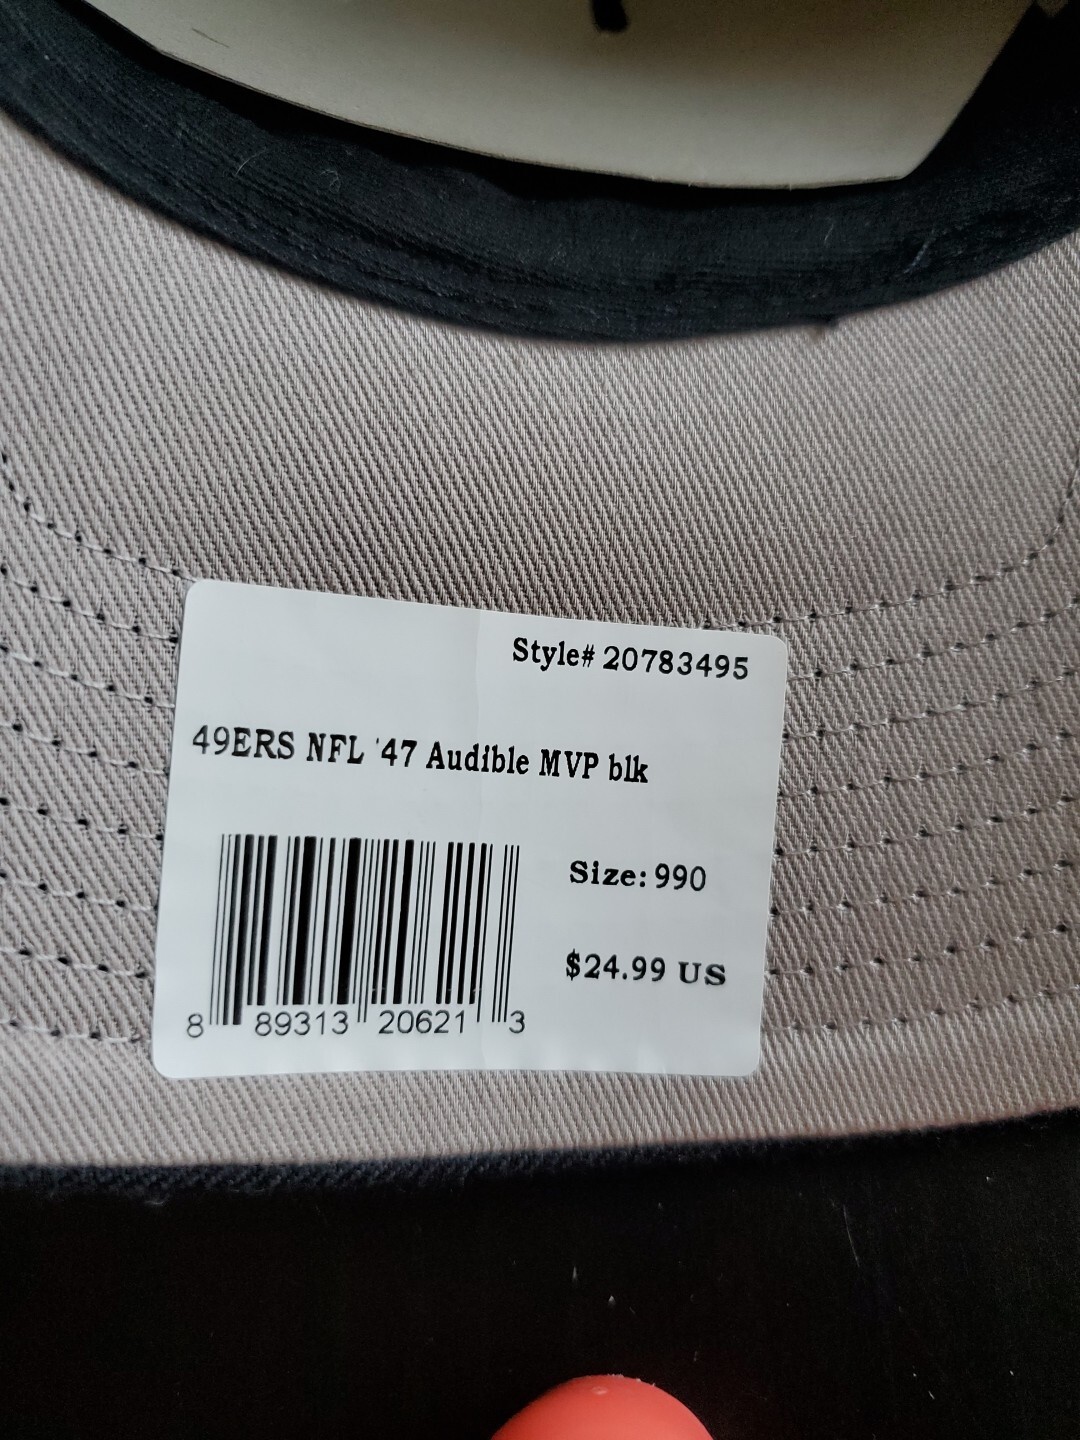 Style# 20783495
49ERS NFL '47 Audible MVP blk
Size: 990
$24.99 US
8 89313 20621 3